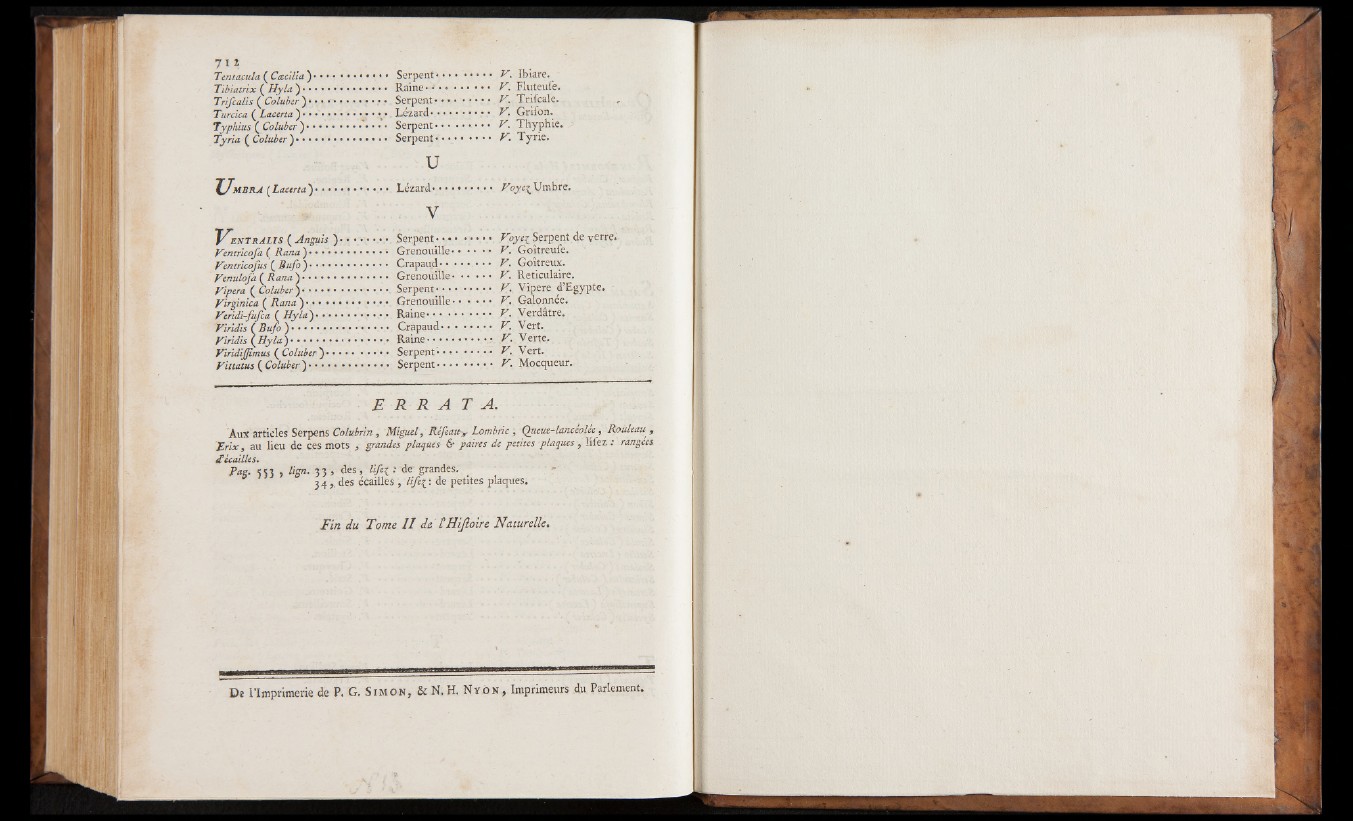 712
Tentacula ( Cæcilia ) · · · · · · · · · · · Serpent · · · · · · · · · V. Ibiare.
Tibiatrix ( Hyla ) · · · · · · · · · · · · · Raine · · · · · · · · · · V. Fluteuse.
Triscalis ( Coluber ) · · · · · · · · · · · · Serpent · · · · · · · · · V. Triscale.
Turcica ( Lacerta ) · · · · · · · · · · · · · Lézard · · · · · · · · · V. Grison.
Typhius ( Coluber ) · · · · · · · · · · · · Serpent · · · · · · · · · V. Thyphie.
Tyria ( Coluber ) · · · · · · · · · · · · · · Serpent · · · · · · · · · V. Tyrie.
U
UMBRA ( Lacerta ) · · · · · · · · · · · Lézard · · · · · · · · · · Voyez Umbre.
V
VENTRALIS ( Anguis ) · · · · · · · · Serpent · · · · · · · · · Voyez Serpent de verre.
Ventricosa ( Rana ) · · · · · · · · · · · · Grenouille · · · · · · V. Goîtreuse.
Ventricosus ( Bufo ) · · · · · · · · · · · · Crapaud · · · · · · · · V. Goîtreux.
Venulosa ( Rana ) · · · · · · · · · · · · · Grenouille · · · · · · V. Reticulaire.
Vipera ( Coluber ) · · · · · · · · · · · · · Serpent · · · · · · · · · V. Vipere d'Egypte.
Virginica ( Rana ) · · · · · · · · · · · · · Grenouille · · · · · · V. Galonnée.
Veridi-fusca ( Hyla ) · · · · · · · · · · · Raine · · · · · · · · · · V. Verdâtre.
Viridis ( Bufo ) · · · · · · · · · · · · · · · Crapaud · · · · · · · · V. Vert.
Viridis ( Hyla ) · · · · · · · · · · · · · · · Raine · · · · · · · · · · · V. Verte.
Viridissimus ( Coluber ) · · · · · · · · · · Serpent · · · · · · · · · V. Vert.
Vittatus ( Coluber ) · · · · · · · · · · · · · Serpent · · · · · · · · · V. Mocqueur.
ERRATA.
Aux articles Serpens Colubrin , Miguel , Réseau , Lombric , Queue-lancéolée , Rouleau ,
Erix , au lieu de ces mots , grandes plaques & paires de petites plaques , lisez : rangées
d'écailles.
Pag. 553 , lign. 33 , des , lisez : de grandes.
34 , des écailles , lisez : de petites plaques.
Fin du Tome II de l'Histoire Naturelle.
De l'Imprimerie de P. G. SIMON, & N. H. NYON, Imprimeurs du Parlement.